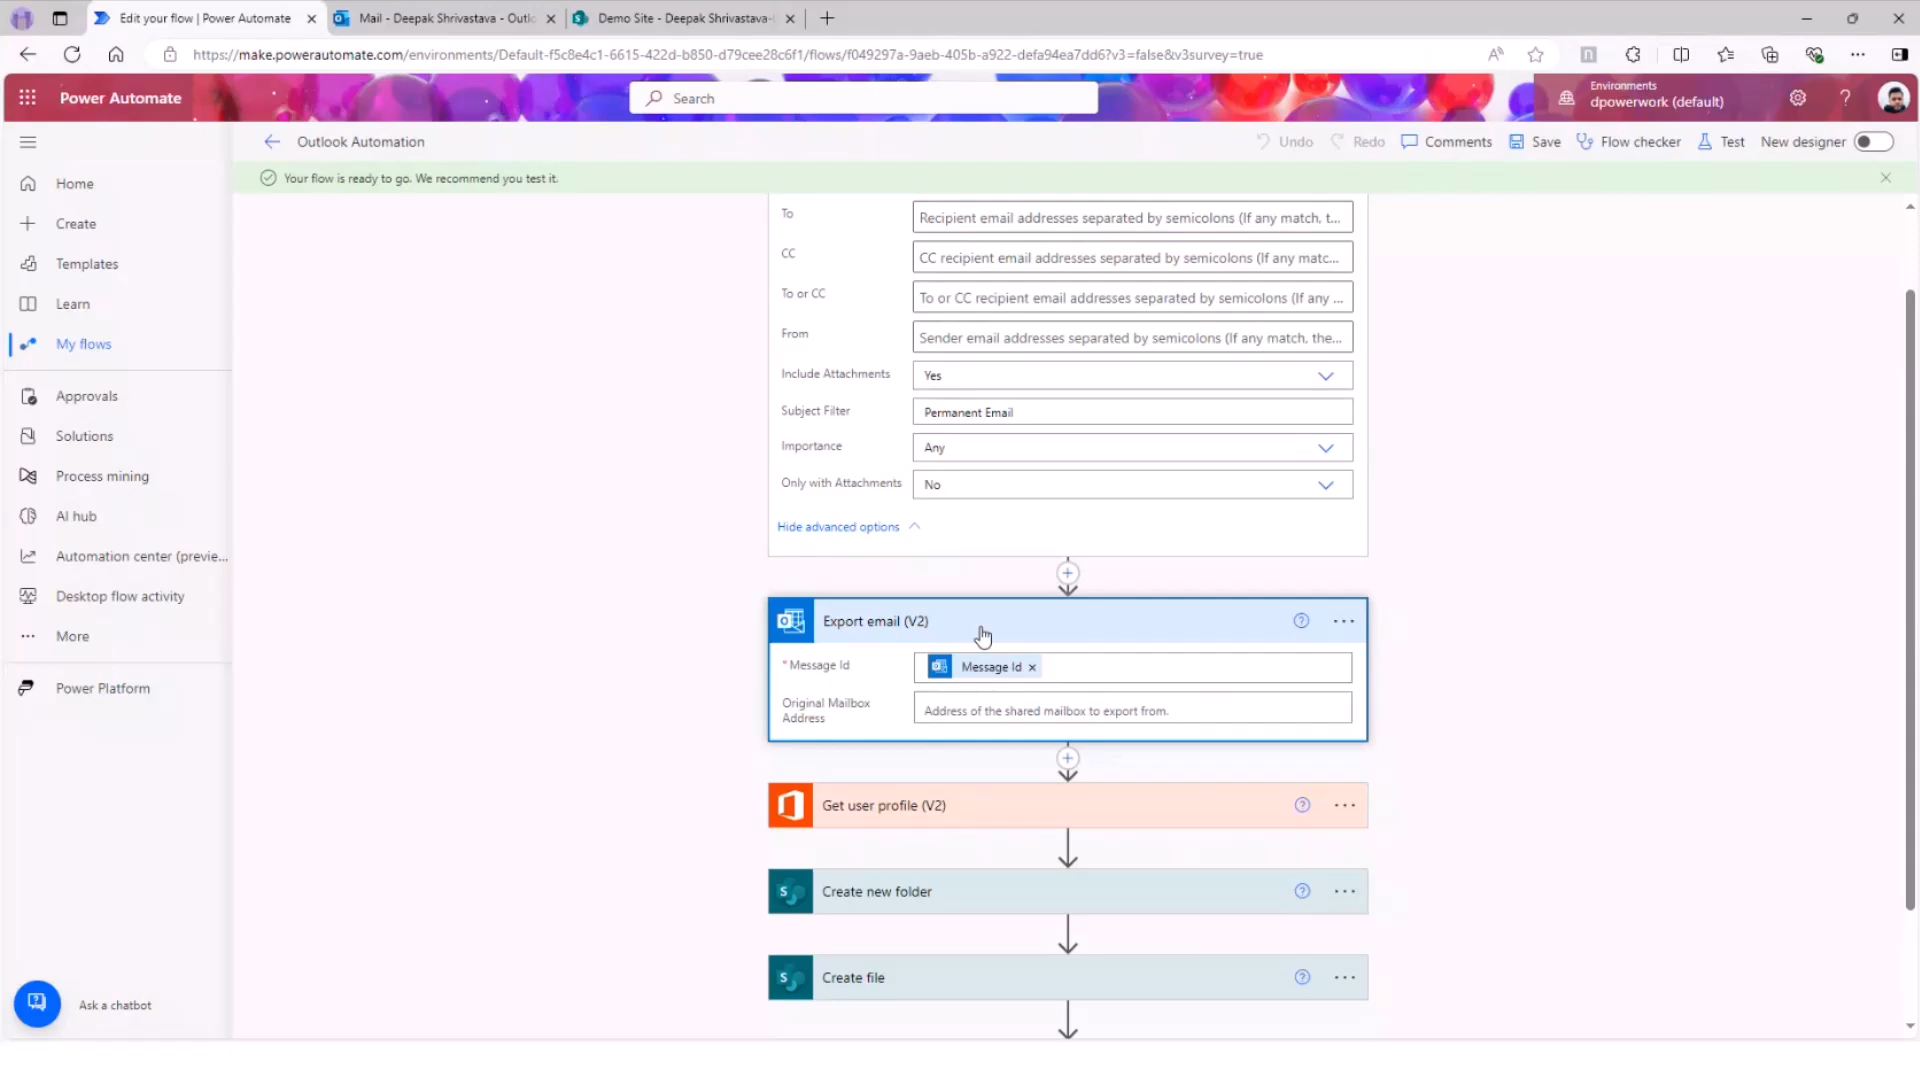 Edit your flow | Power Automate
Mail - Deepak Shrivastava - Outlo
Demo Site - Deepak Shrivastava-
https://make.powerautomate.com/environments/Default-f5c8e4c1-6615-422d-b850-d79cee28c6f1/flows/f049297a-9aeb-405b-a922-defa94ea7dd6?v3=false&v3survey=true
Power Automate
Search
Environments
dpowerwork (default)
Outlook Automation
Undo
Redo
Comments
Save
Flow checker
Test
New designer
Your flow is ready to go. We recommend you test it.
Home
Create
Templates
Learn
My flows
Approvals
Solutions
Process mining
AI hub
Automation center (previe...
Desktop flow activity
More
Power Platform
Ask a chatbot
To
Recipient email addresses separated by semicolons (If any match, t...
CC
CC recipient email addresses separated by semicolons (If any matc...
To or CC
To or CC recipient email addresses separated by semicolons (If any ...
From
Sender email addresses separated by semicolons (If any match, the...
Include Attachments
Yes
Subject Filter
Permanent Email
Importance
Any
Only with Attachments
No
Hide advanced options
Export email (V2)
* Message Id
Message Id
Original Mailbox
Address
Address of the shared mailbox to export from.
Get user profile (V2)
Create new folder
Create file